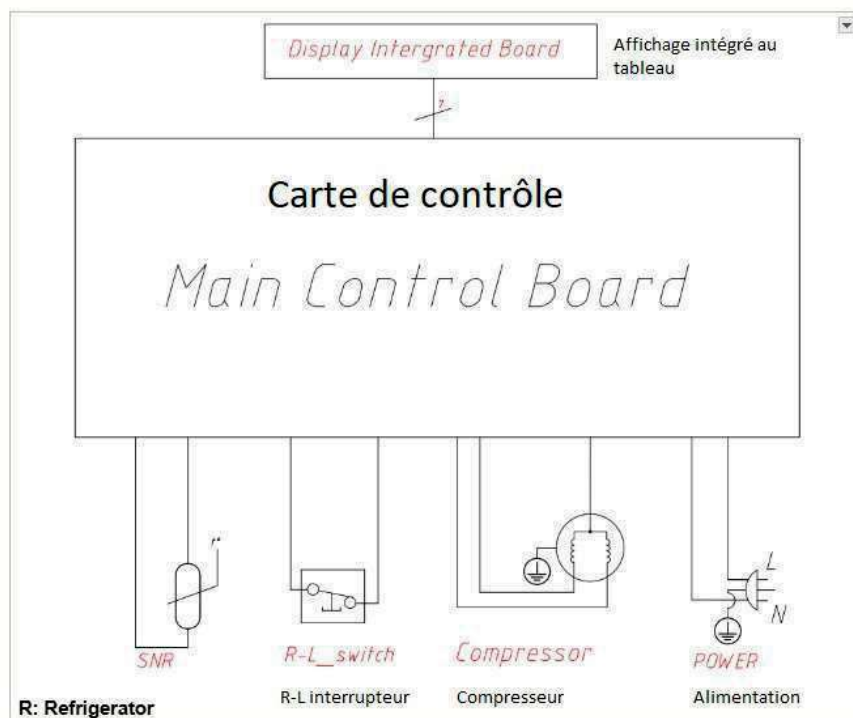 Display Intergrated Board
Affichage intégré au
tableau
7
Carte de contrôle
Main Control Board
r°
L
N
SNR
R-L_switch
Compressor
POWER
R-L interrupteur
Compresseur
Alimentation
R: Refrigerator